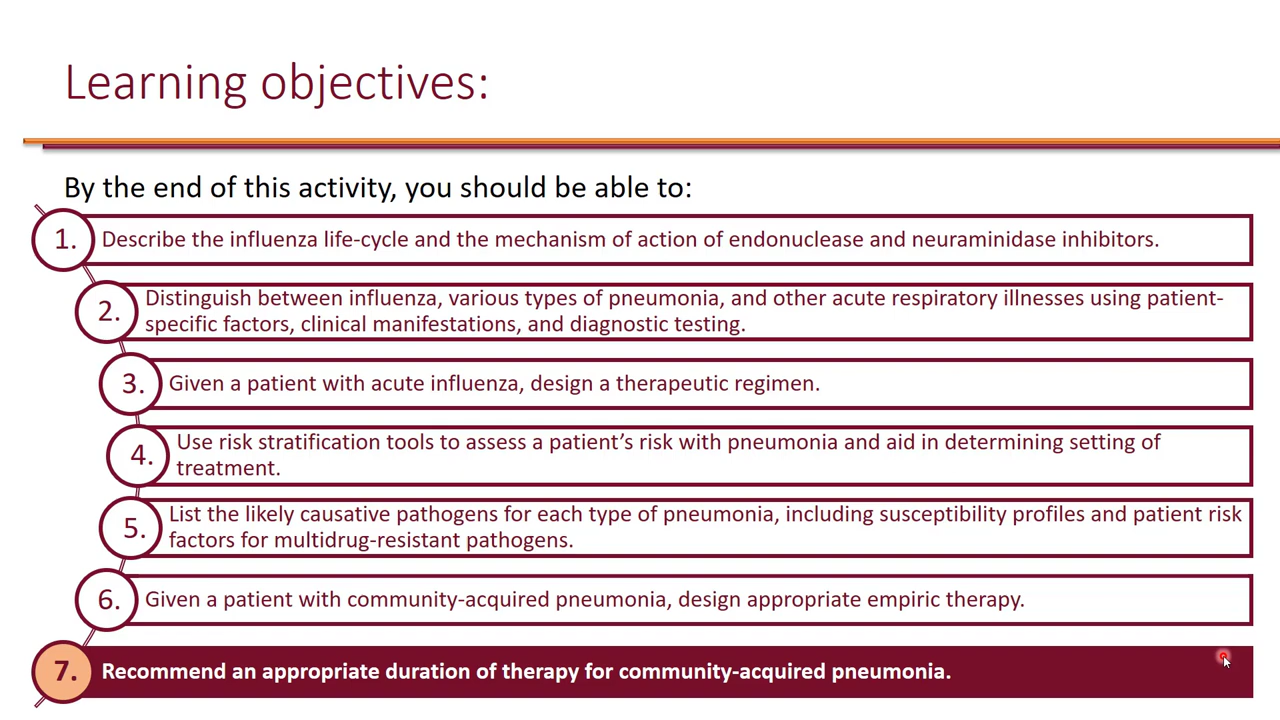 Learning objectives:
By the end of this activity, you should be able to:
1. Describe the influenza life-cycle and the mechanism of action of endonuclease and neuraminidase inhibitors.
2. Distinguish between influenza, various types of pneumonia, and other acute respiratory illnesses using patient-
specific factors, clinical manifestations, and diagnostic testing.
3. Given a patient with acute influenza, design a therapeutic regimen.
4. Use risk stratification tools to assess a patient’s risk with pneumonia and aid in determining setting of
treatment.
5. List the likely causative pathogens for each type of pneumonia, including susceptibility profiles and patient risk
factors for multidrug-resistant pathogens.
6. Given a patient with community-acquired pneumonia, design appropriate empiric therapy.
7. Recommend an appropriate duration of therapy for community-acquired pneumonia.